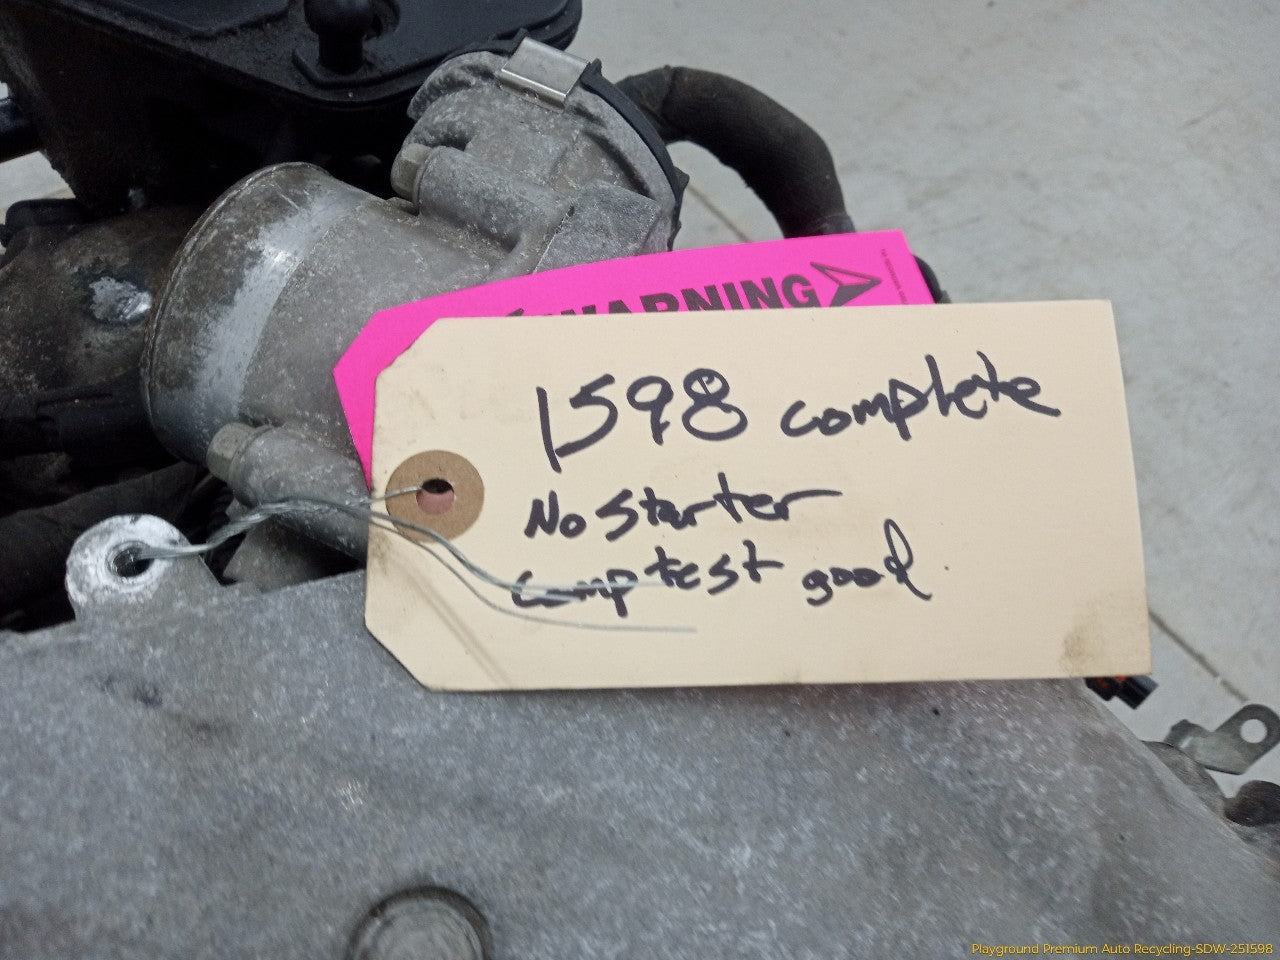 WARNING
1598 complete
No Starter
Comp test good
Playground Premium Auto Recycling-SDW-251598